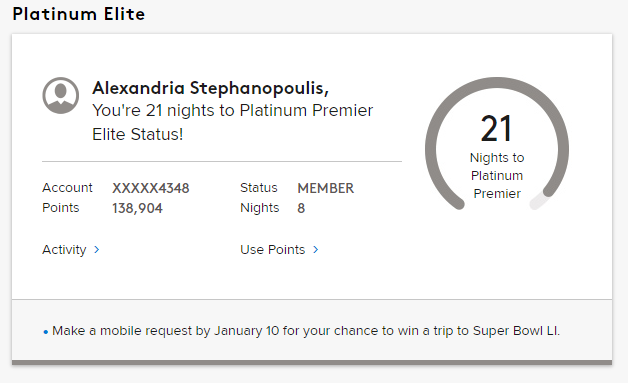 Platinum Elite
Alexandria Stephanopoulis,
You're 21 nights to Platinum Premier
Elite Status!
21
Nights to
Platinum
Premier
Account XXXXX4348 Status MEMBER
Points 138,904 Nights 8
Activity > Use Points >
• Make a mobile request by January 10 for your chance to win a trip to Super Bowl LI.